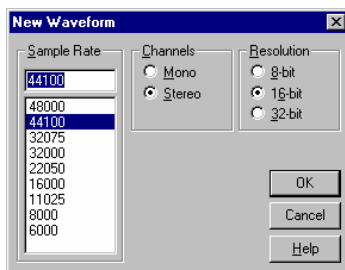 New Waveform
Sample Rate
44100
48000
44100
32075
32000
22050
16000
11025
8000
6000
Channels
Mono
Stereo
Resolution
8-bit
16-bit
32-bit
OK
Cancel
Help